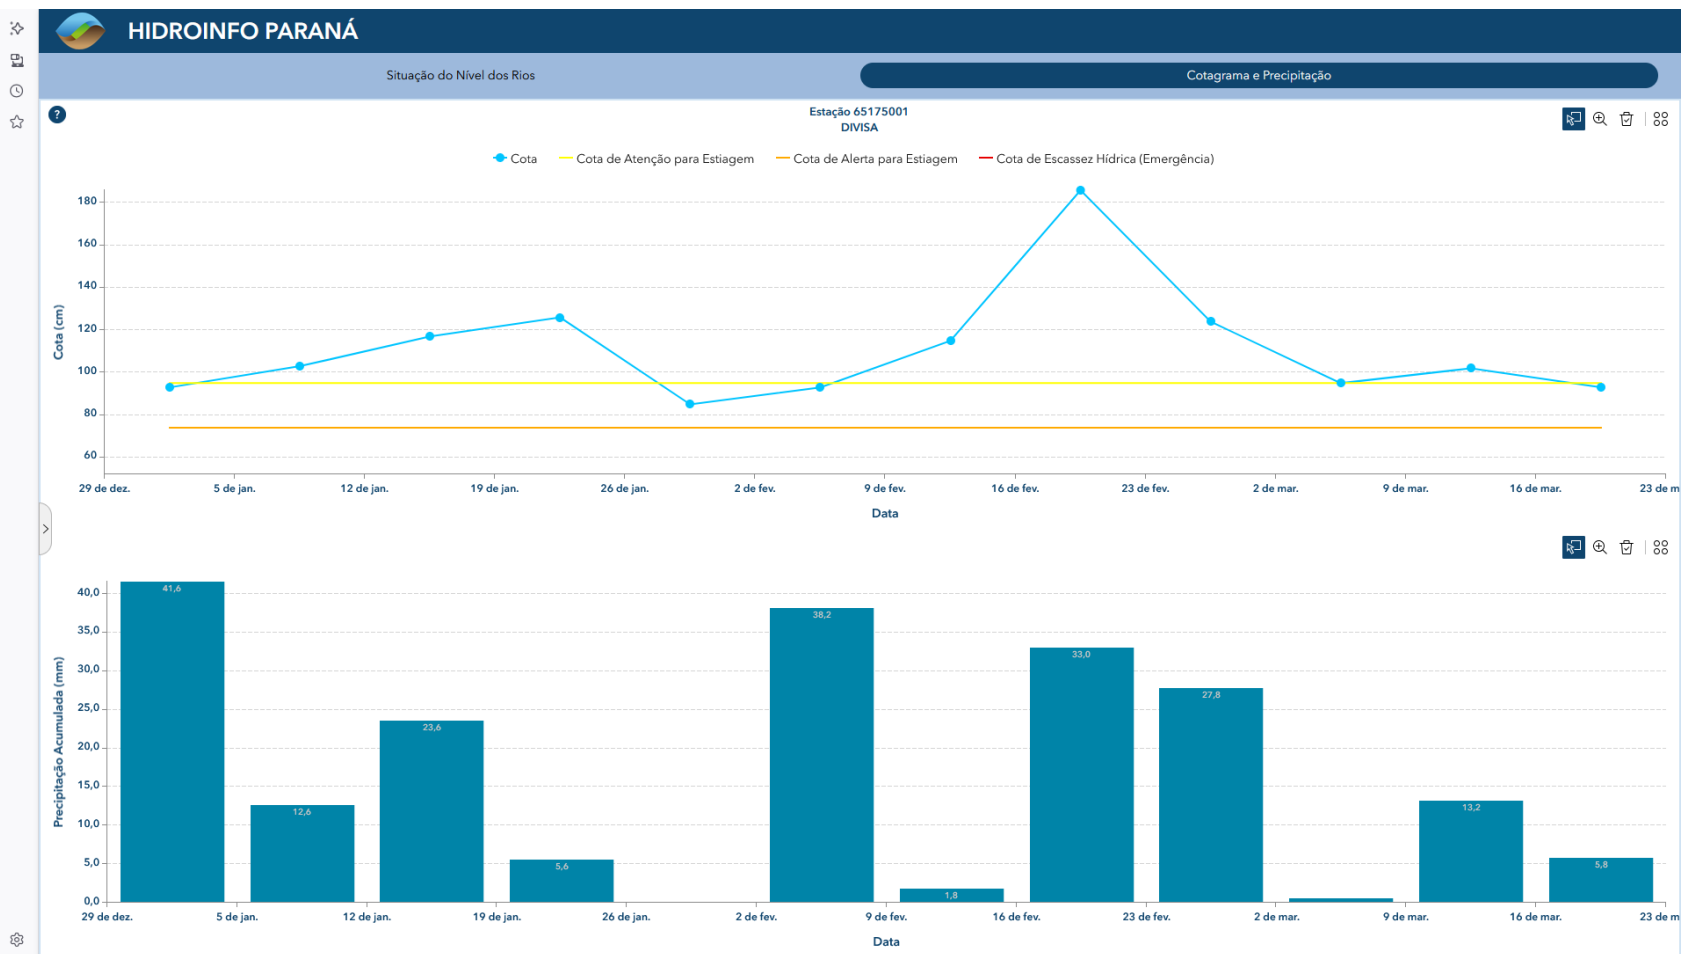 HIDROINFO PARANÁ
Situação do Nível dos Rios
Cotagrama e Precipitação
?
Estação 65175001
DIVISA
Cota
Cota de Atenção para Estiagem
Cota de Alerta para Estiagem
Cota de Escassez Hídrica (Emergência)
Cota (cm)
180
160
140
120
100
80
60
29 de dez.
5 de jan.
12 de jan.
19 de jan.
26 de jan.
2 de fev.
9 de fev.
16 de fev.
23 de fev.
2 de mar.
9 de mar.
16 de mar.
23 de m
Data
Precipitação Acumulada (mm)
40,0
35,0
30,0
25,0
20,0
15,0
10,0
5,0
0,0
41,6
12,6
23,6
5,6
38,2
1,8
33,0
27,8
13,2
5,8
29 de dez.
5 de jan.
12 de jan.
19 de jan.
26 de jan.
2 de fev.
9 de fev.
16 de fev.
23 de fev.
2 de mar.
9 de mar.
16 de mar.
23 de m
Data